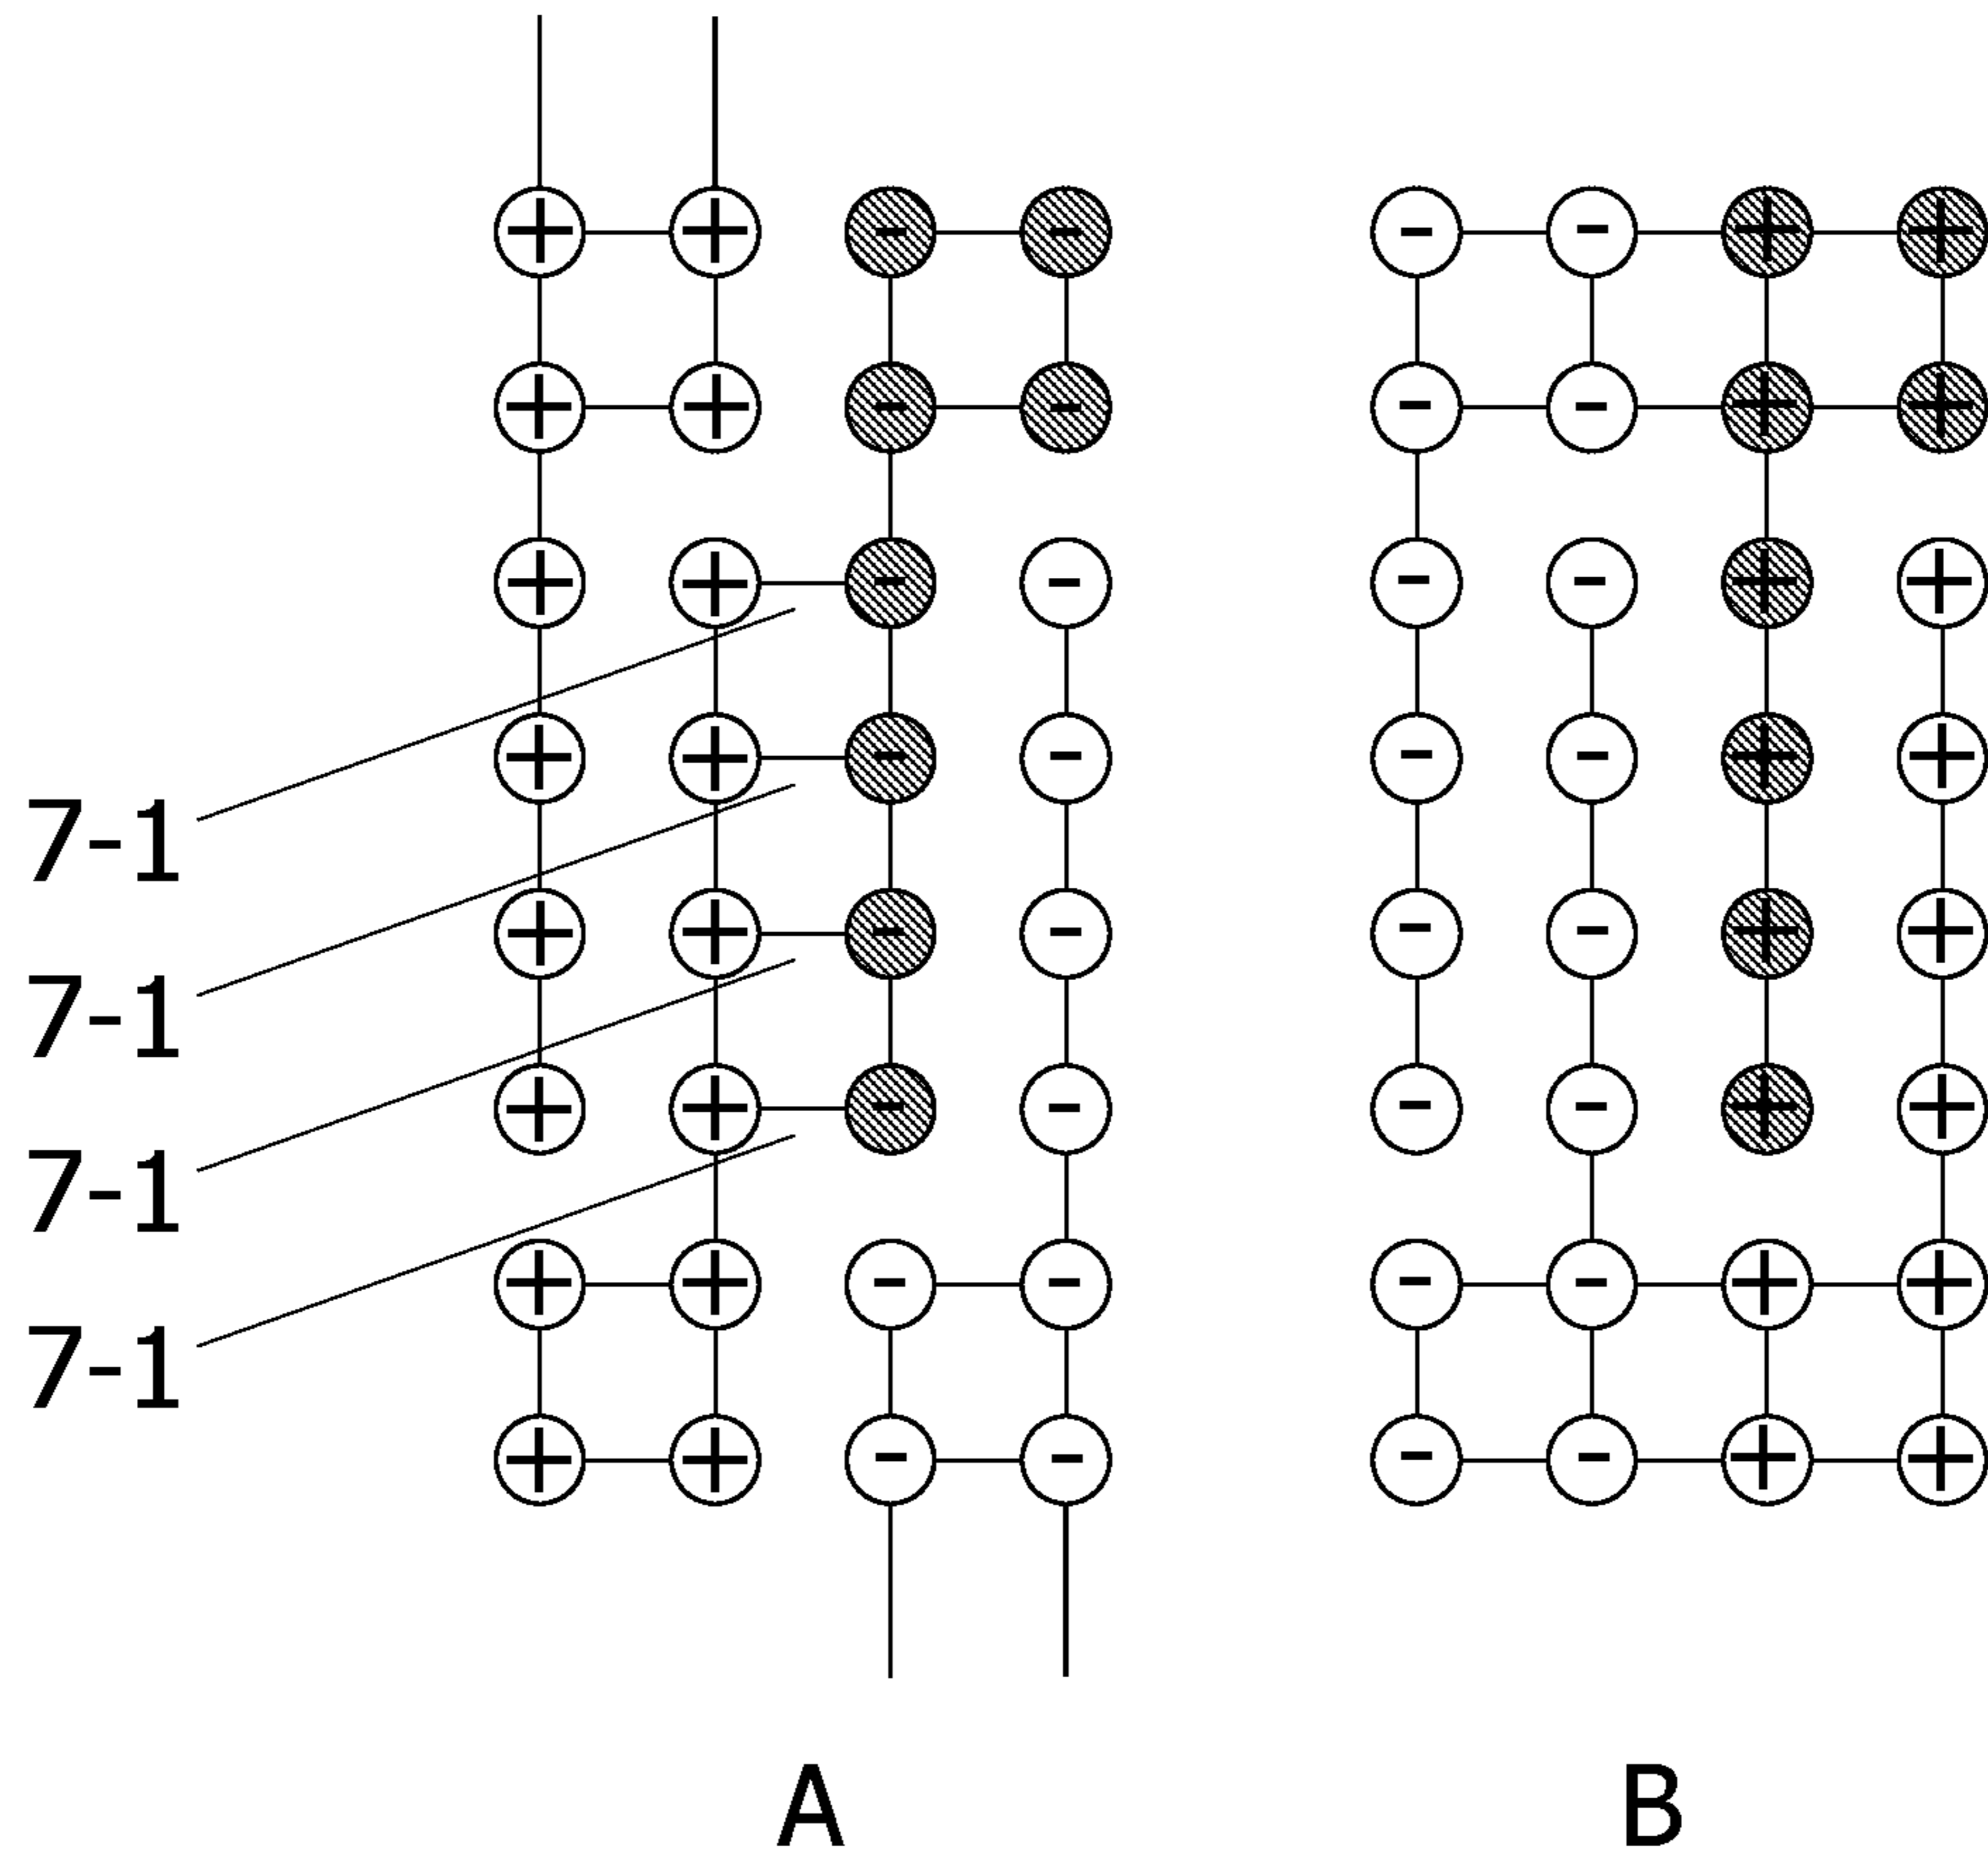 + + - - - - + +
+ + - - - - + +
+ + - - - - + +
+ + - - - - + +
7-1
+ + - - - - + +
7-1
+ + - - - - + +
7-1
+ + - - - - + +
7-1
+ + - - - - + +
A B